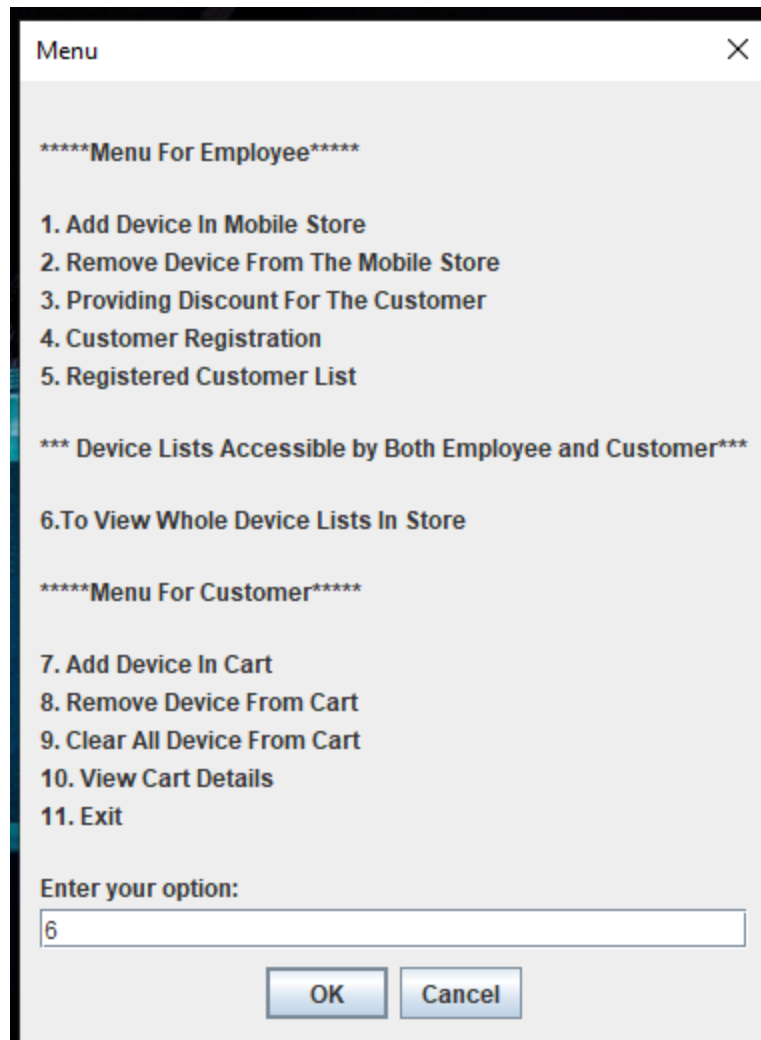 Menu
*****Menu For Employee*****
1. Add Device In Mobile Store
2. Remove Device From The Mobile Store
3. Providing Discount For The Customer
4. Customer Registration
5. Registered Customer List
*** Device Lists Accessible by Both Employee and Customer***
6.To View Whole Device Lists In Store
*****Menu For Customer*****
7. Add Device In Cart
8. Remove Device From Cart
9. Clear All Device From Cart
10. View Cart Details
11. Exit
Enter your option:
6
OK Cancel